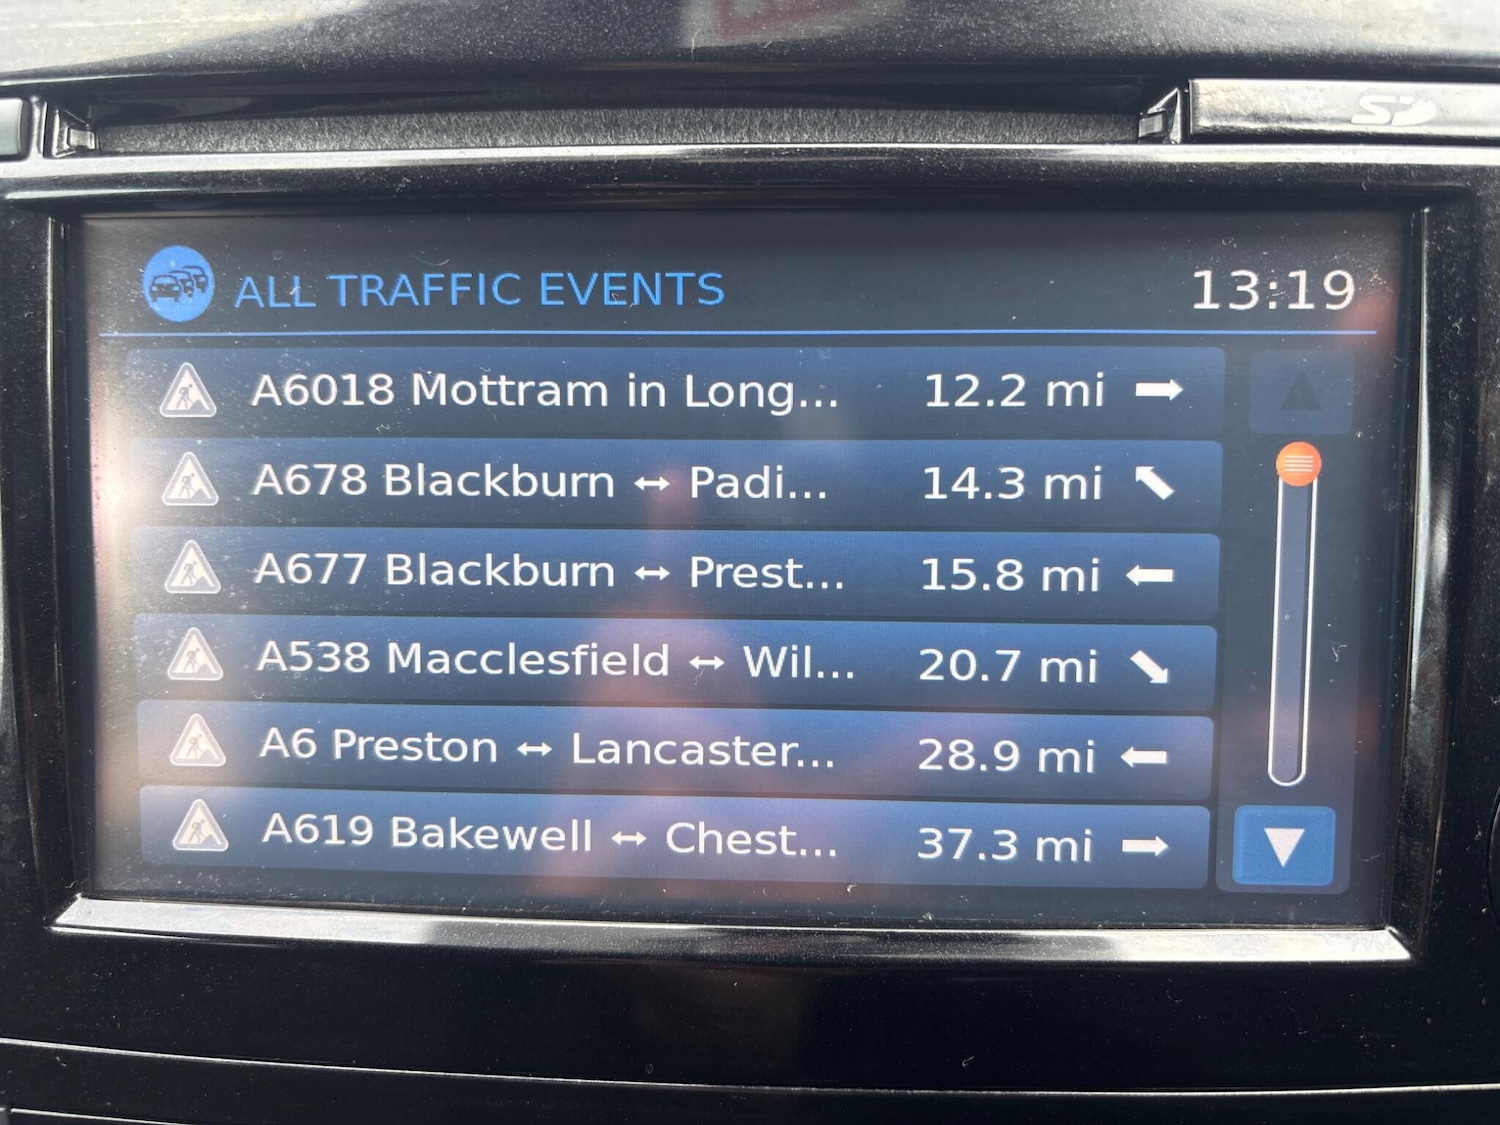 SD
ALL TRAFFIC EVENTS 13:19
A6018 Mottram in Long... 12.2 mi →
A678 Blackburn ↔ Padi... 14.3 mi ↖
A677 Blackburn ↔ Prest... 15.8 mi ←
A538 Macclesfield ↔ Wil... 20.7 mi ↘
A6 Preston ↔ Lancaster... 28.9 mi ←
A619 Bakewell ↔ Chest... 37.3 mi →